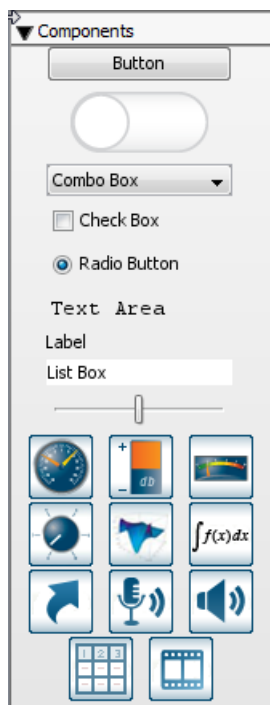 Components
Button
Combo Box
Check Box
Radio Button
Text Area
Label
List Box
+
− db
∫f(x)dx
1 2 3